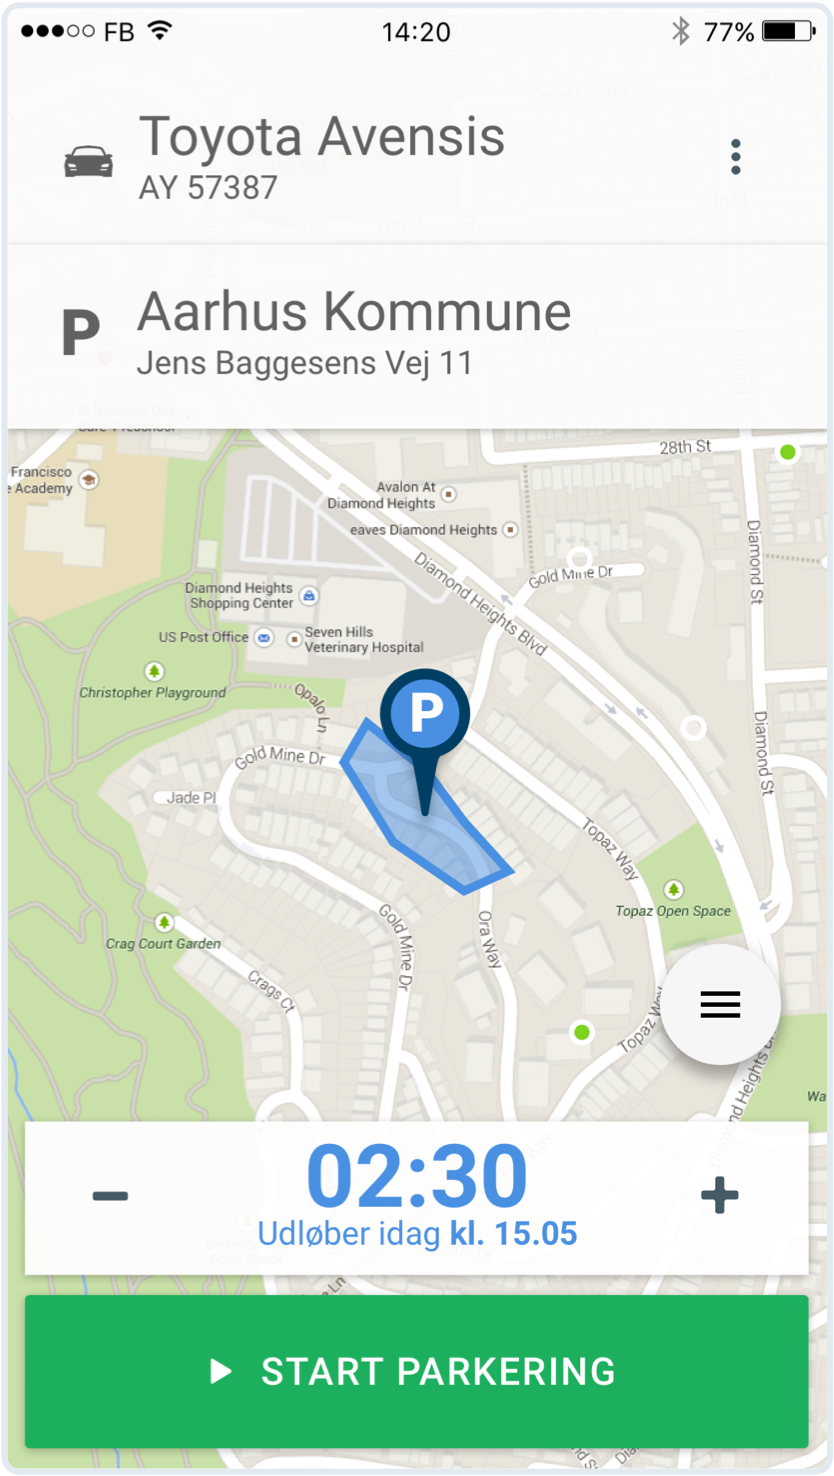 FB
14:20
77%
Toyota Avensis
AY 57387
P
Aarhus Kommune
Jens Baggesens Vej 11
28th St
Francisco
Academy
Avalon At
Diamond Heights
eaves Diamond Heights
Diamond St
Gold Mine Dr
Diamond Heights Blvd
Diamond Heights
Shopping Center
US Post Office
Seven Hills
Veterinary Hospital
Christopher Playground
Opalo Ln
P
Gold Mine Dr
Jade Pl
Diamond St
Topaz Way
Topaz Open Space
Gold Mine Dr
Ora Way
Crag Court Garden
Crags Ct
Topaz Way
Heights
Wa
02:30
Udløber idag kl. 15.05
Ln
START PARKERING